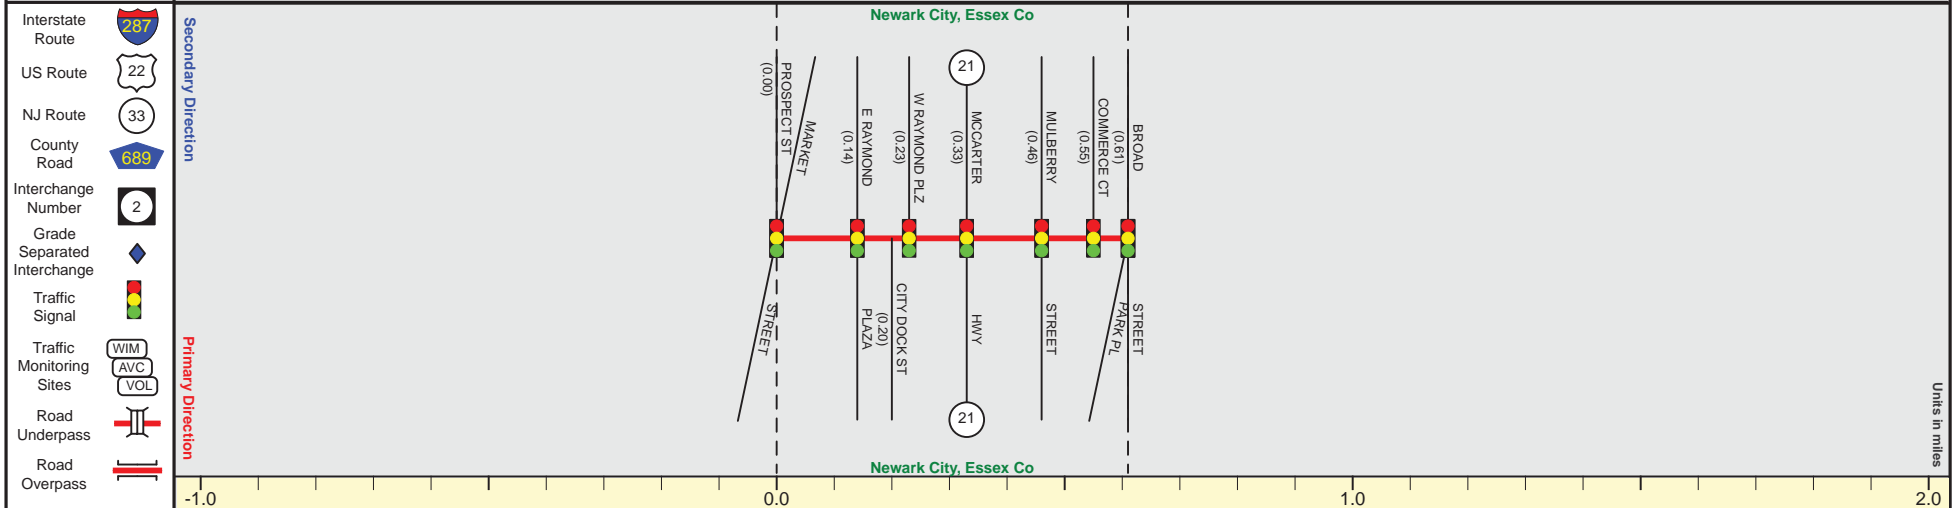 Interstate
Route
287
US Route
22
NJ Route
33
County
Road
689
Interchange
Number
2
Grade
Separated
Interchange
Traffic
Signal
Traffic
Monitoring
Sites
WIM
AVC
VOL
Road
Underpass
Road
Overpass
Secondary Direction
Primary Direction
Newark City, Essex Co
PROSPECT ST
(0.00)
MARKET
STREET
E RAYMOND
(0.14)
PLAZA
CITY DOCK ST
(0.20)
W RAYMOND PLZ
(0.23)
21
MCCARTER
(0.33)
HWY
21
MULBERRY
(0.46)
STREET
COMMERCE CT
(0.55)
BROAD
(0.61)
STREET
PARK PL
Newark City, Essex Co
Units in miles
-1.0
0.0
1.0
2.0